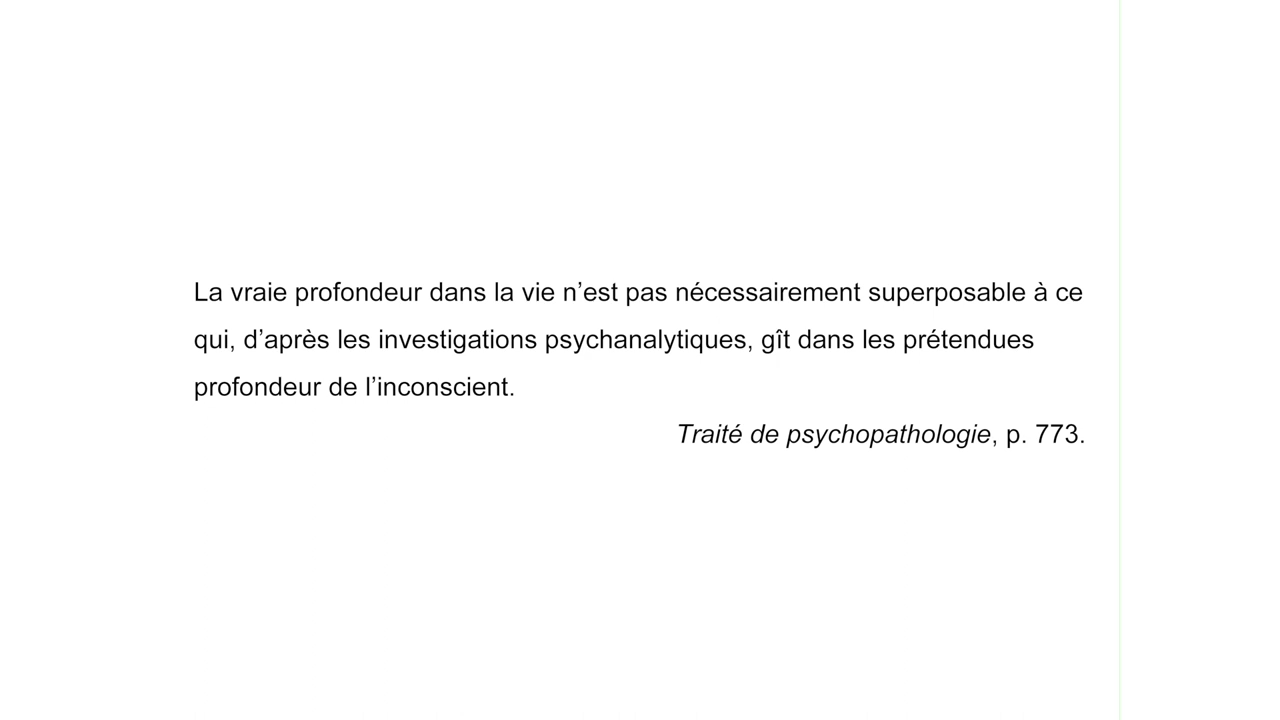 La vraie profondeur dans la vie n’est pas nécessairement superposable à ce
qui, d’après les investigations psychanalytiques, gît dans les prétendues
profondeur de l’inconscient.
Traité de psychopathologie, p. 773.